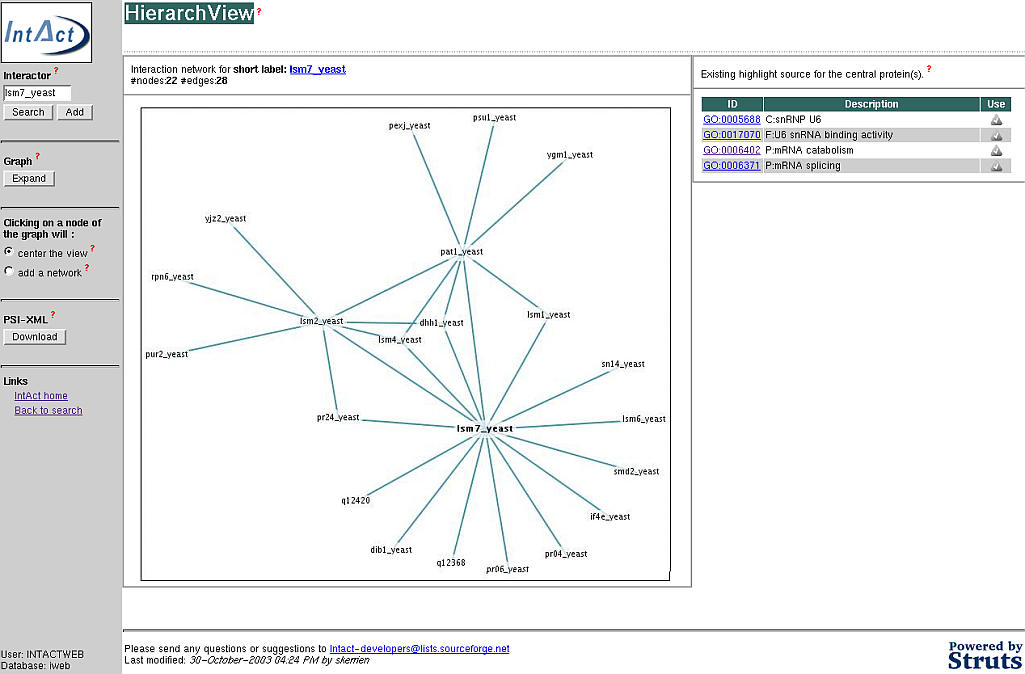 IntAct
HierarchView ?
Interactor ?
lsm7_yeast
Search Add
Graph ?
Expand
Clicking on a node of
the graph will :
center the view ?
add a network ?
PSI-XML ?
Download
Links
IntAct home
Back to search
User: INTACTWEB
Database: iweb
Interaction network for short label: lsm7_yeast
#nodes:22 #edges:28
pexj_yeast
psu1_yeast
ygm1_yeast
yjz2_yeast
pat1_yeast
rpn6_yeast
lsm1_yeast
lsm2_yeast
dhh1_yeast
lsm4_yeast
pur2_yeast
sn14_yeast
pr24_yeast
lsm6_yeast
lsm7_yeast
smd2_yeast
q12420
if4e_yeast
dib1_yeast
pr04_yeast
q12368
pr06_yeast
Existing highlight source for the central protein(s). ?
ID Description Use
GO:0005688 C:snRNP U6
GO:0017070 F:U6 snRNA binding activity
GO:0006402 P:mRNA catabolism
GO:0006371 P:mRNA splicing
Please send any questions or suggestions to Intact-developers@lists.sourceforge.net
Last modified: 30-October-2003 04:24 PM by skerrien
Powered by
Struts